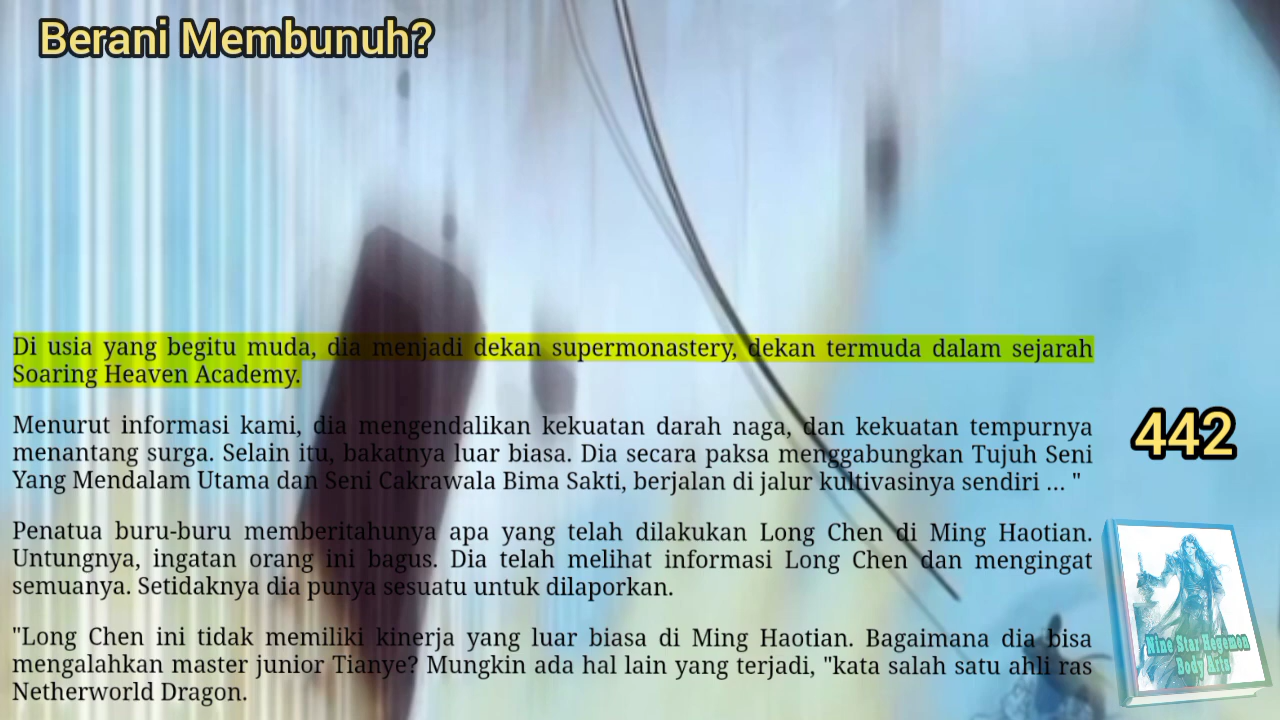 Berani Membunuh?
Di usia yang begitu muda, dia menjadi dekan supermonastery, dekan termuda dalam sejarah
Soaring Heaven Academy.
Menurut informasi kami, dia mengendalikan kekuatan darah naga, dan kekuatan tempurnya
menantang surga. Selain itu, bakatnya luar biasa. Dia secara paksa menggabungkan Tujuh Seni
Yang Mendalam Utama dan Seni Cakrawala Bima Sakti, berjalan di jalur kultivasinya sendiri ... "
442
Penatua buru-buru memberitahunya apa yang telah dilakukan Long Chen di Ming Haotian.
Untungnya, ingatan orang ini bagus. Dia telah melihat informasi Long Chen dan mengingat
semuanya. Setidaknya dia punya sesuatu untuk dilaporkan.
"Long Chen ini tidak memiliki kinerja yang luar biasa di Ming Haotian. Bagaimana dia bisa
mengalahkan master junior Tianye? Mungkin ada hal lain yang terjadi, "kata salah satu ahli ras
Netherworld Dragon.
Nine Star Hegemon
Body Arts